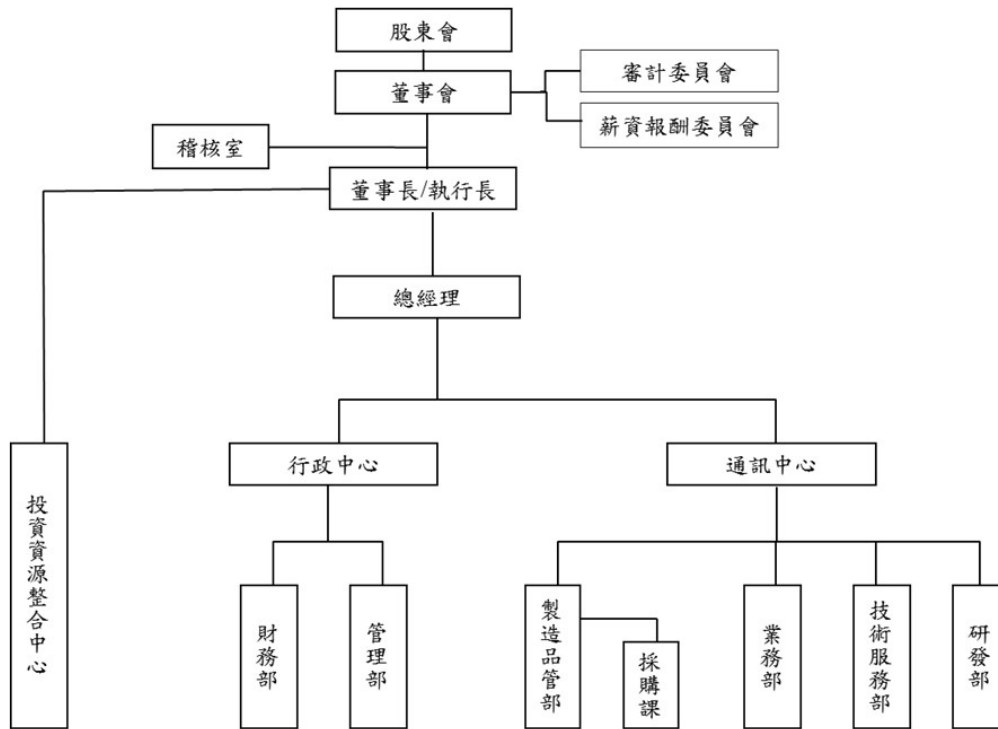 股東會
董事會
審計委員會
薪資報酬委員會
稽核室
董事長/執行長
總經理
行政中心
通訊中心
投資資源整合中心
財務部
管理部
製造品管部
採購課
業務部
技術服務部
研發部